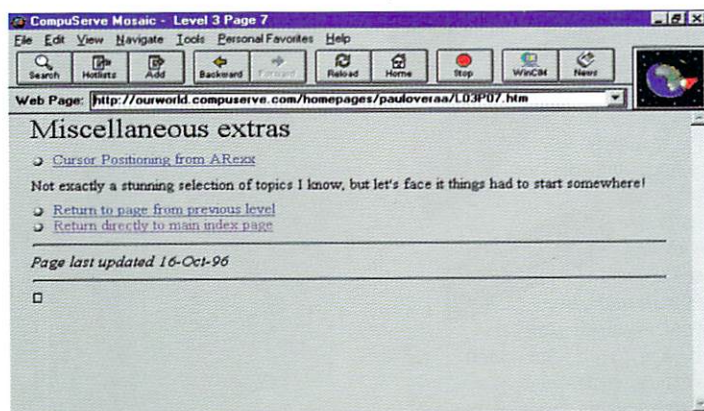 CompuServe Mosaic - Level 3 Page 7
File Edit View Navigate Tools Personal Favorites Help
Search Hotlists Add Backward Forward Reload Home Stop WinCIM News
Web Page: http://ourworld.compuserve.com/homepages/pauloveraa/L03P07.htm
Miscellaneous extras
Cursor Positioning from ARexx
Not exactly a stunning selection of topics I know, but let's face it things had to start somewhere!
Return to page from previous level
Return directly to main index page
Page last updated 16-Oct-96